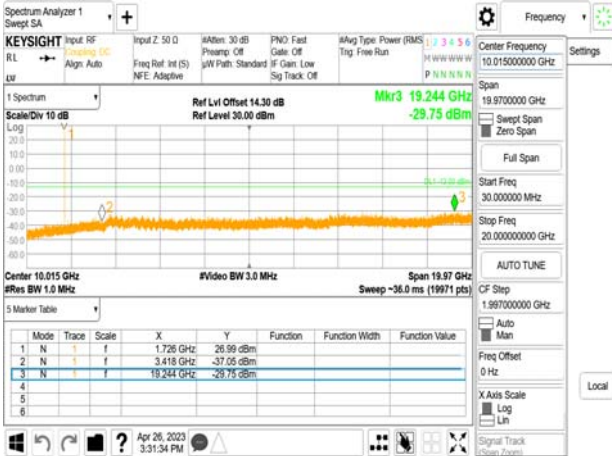 Spectrum Analyzer 1
Swept SA
Frequency
KEYSIGHT
RL
Input: RF
Coupling: DC
Align: Auto
Input Z: 50 Ω
Freq Ref: Int (S)
NFE: Adaptive
#Atten: 30 dB
Preamp: Off
µW Path: Standard
PNO: Fast
Gate: Off
IF Gain: Low
Sig Track: Off
#Avg Type: Power (RMS
Trig: Free Run
1 2 3 4 5 6
M W W W W W
P N N N N N
1 Spectrum
Scale/Div 10 dB
Log
Ref Lvl Offset 14.30 dB
Ref Level 30.00 dBm
Mkr3 19.244 GHz
-29.75 dBm
20.0
10.0
0.00
-10.0
-20.0
-30.0
-40.0
-50.0
-60.0
1
2
3
Center 10.015 GHz
#Res BW 1.0 MHz
#Video BW 3.0 MHz
Span 19.97 GHz
Sweep ~36.0 ms (19971 pts)
5 Marker Table
Mode Trace Scale X Y Function Function Width Function Value
1 N 1 f 1.726 GHz 26.99 dBm
2 N 1 f 3.418 GHz -37.05 dBm
3 N 1 f 19.244 GHz -29.75 dBm
4
5
6
Apr 26, 2023
3:31:34 PM
Center Frequency
10.015000000 GHz
Settings
Span
19.9700000 GHz
Swept Span
Zero Span
Full Span
Start Freq
30.000000 MHz
Stop Freq
20.000000000 GHz
AUTO TUNE
CF Step
1.997000000 GHz
Auto
Man
Freq Offset
0 Hz
X Axis Scale
Log
Lin
Local
Signal Track
(Span Zoom)